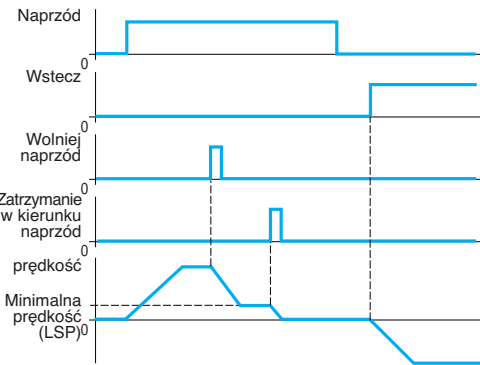 Naprzód
0
Wstecz
0
Wolniej
naprzód
0
Zatrzymanie
w kierunku
naprzód
0
prędkość
Minimalna
prędkość
(LSP)0